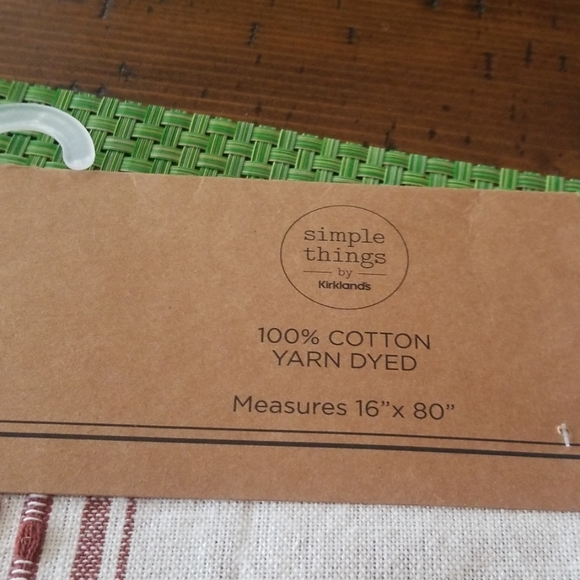 simple
things
by
Kirkland's
100% COTTON
YARN DYED
Measures 16”x 80”